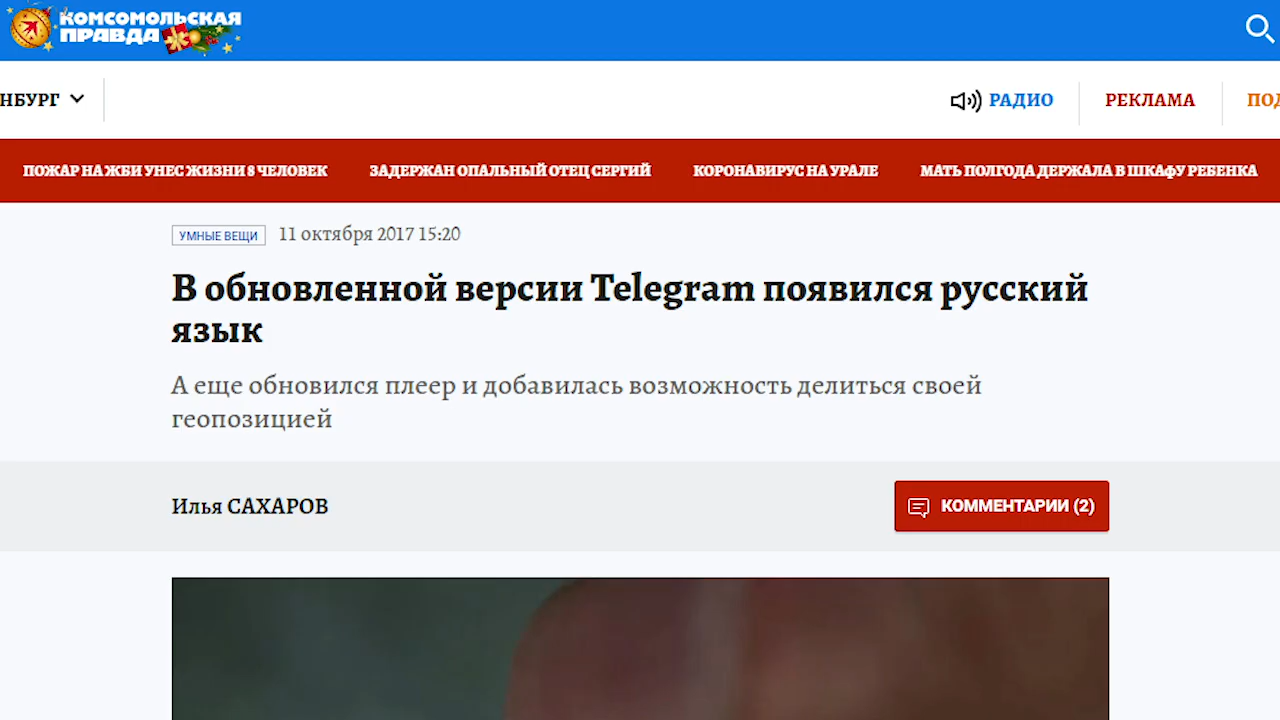 КОМСОМОЛЬСКАЯ
ПРАВДА
НБУРГ
РАДИО
РЕКЛАМА
ПОД
ПОЖАР НА ЖБИ УНЕС ЖИЗНИ 8 ЧЕЛОВЕК
ЗАДЕРЖАН ОПАЛЬНЫЙ ОТЕЦ СЕРГИЙ
КОРОНАВИРУС НА УРАЛЕ
МАТЬ ПОЛГОДА ДЕРЖАЛА В ШКАФУ РЕБЕНКА
УМНЫЕ ВЕЩИ
11 октября 2017 15:20
В обновленной версии Telegram появился русский
язык
А еще обновился плеер и добавилась возможность делиться своей
геопозицией
Илья САХАРОВ
КОММЕНТАРИИ (2)